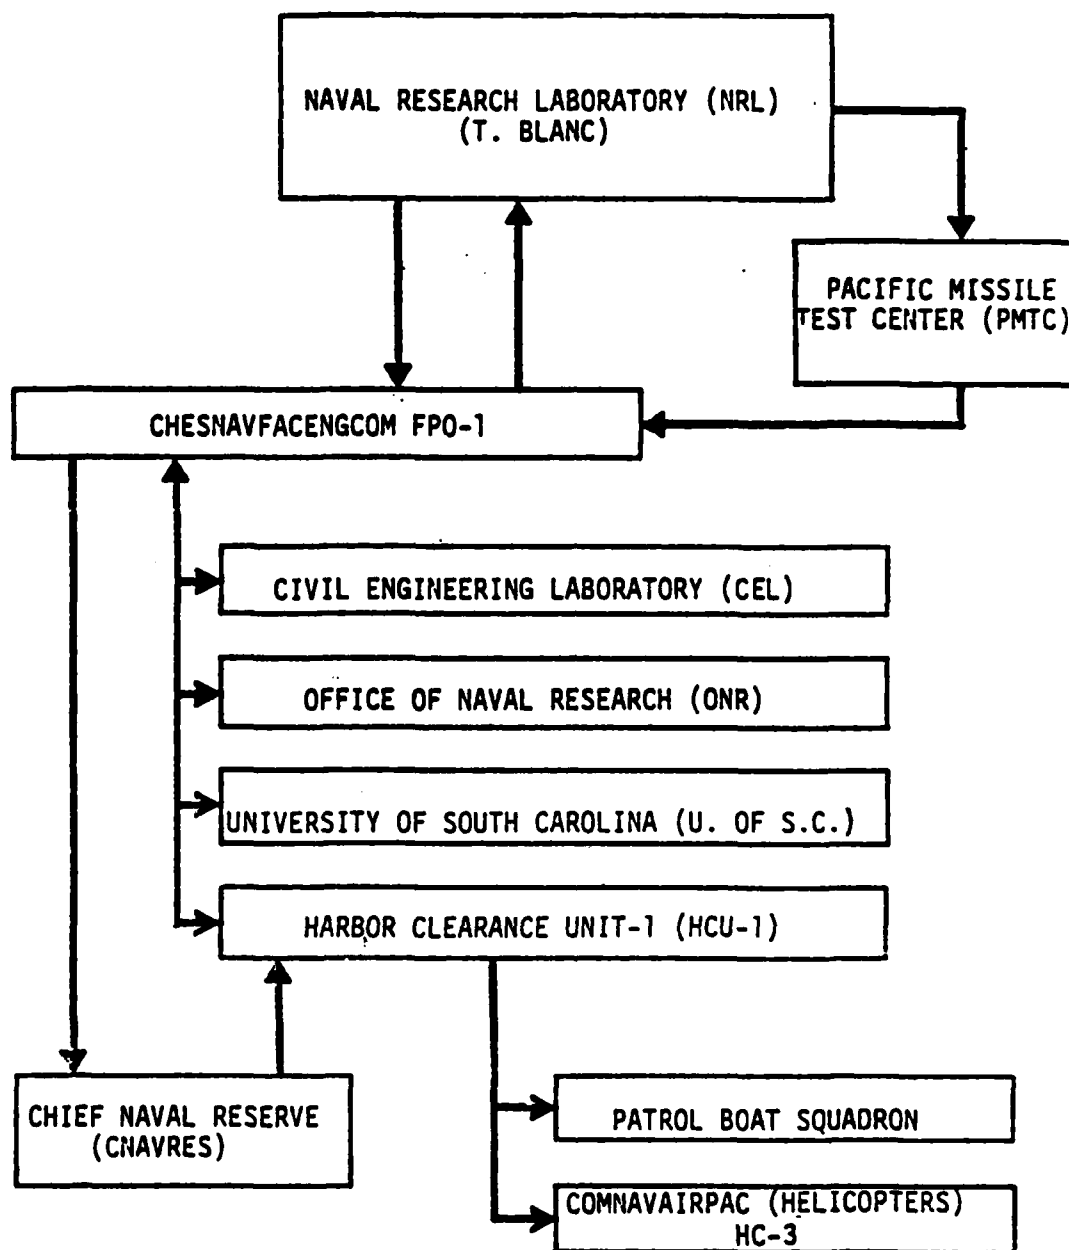 NAVAL RESEARCH LABORATORY (NRL)
(T. BLANC)
PACIFIC MISSILE
TEST CENTER (PMTC)
CHESNAVFACENGCOM FPO-1
CIVIL ENGINEERING LABORATORY (CEL)
OFFICE OF NAVAL RESEARCH (ONR)
UNIVERSITY OF SOUTH CAROLINA (U. OF S.C.)
HARBOR CLEARANCE UNIT-1 (HCU-1)
CHIEF NAVAL RESERVE
(CNAVRES)
PATROL BOAT SQUADRON
COMNAVAIRPAC (HELICOPTERS)
HC-3